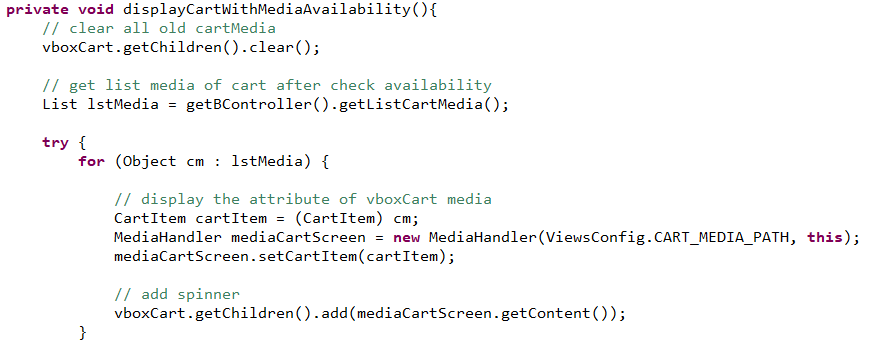 private void displayCartWithMediaAvailability(){
    // clear all old cartMedia
    vboxCart.getChildren().clear();

    // get list media of cart after check availability
    List lstMedia = getBController().getListCartMedia();

    try {
        for (Object cm : lstMedia) {

            // display the attribute of vboxCart media
            CartItem cartItem = (CartItem) cm;
            MediaHandler mediaCartScreen = new MediaHandler(ViewsConfig.CART_MEDIA_PATH, this);
            mediaCartScreen.setCartItem(cartItem);

            // add spinner
            vboxCart.getChildren().add(mediaCartScreen.getContent());
        }